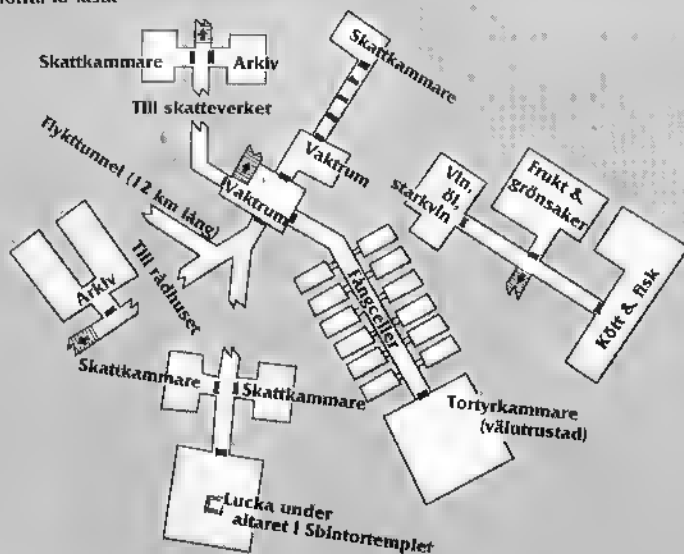 Skattkammare
Arkiv
Skattkammare
Till skatteverket
Flykttunnel (12 km lång)
Vaktrum
Vaktrum
Vin,
öl,
starkvin
Frukt &
grönsaker
Till rådhuset
Arkiv
Fångceller
Kött & fisk
Skattkammare
Skattkammare
Tortyrkammare
(välutrustad)
Lucka under
altaret i Shintortemplet